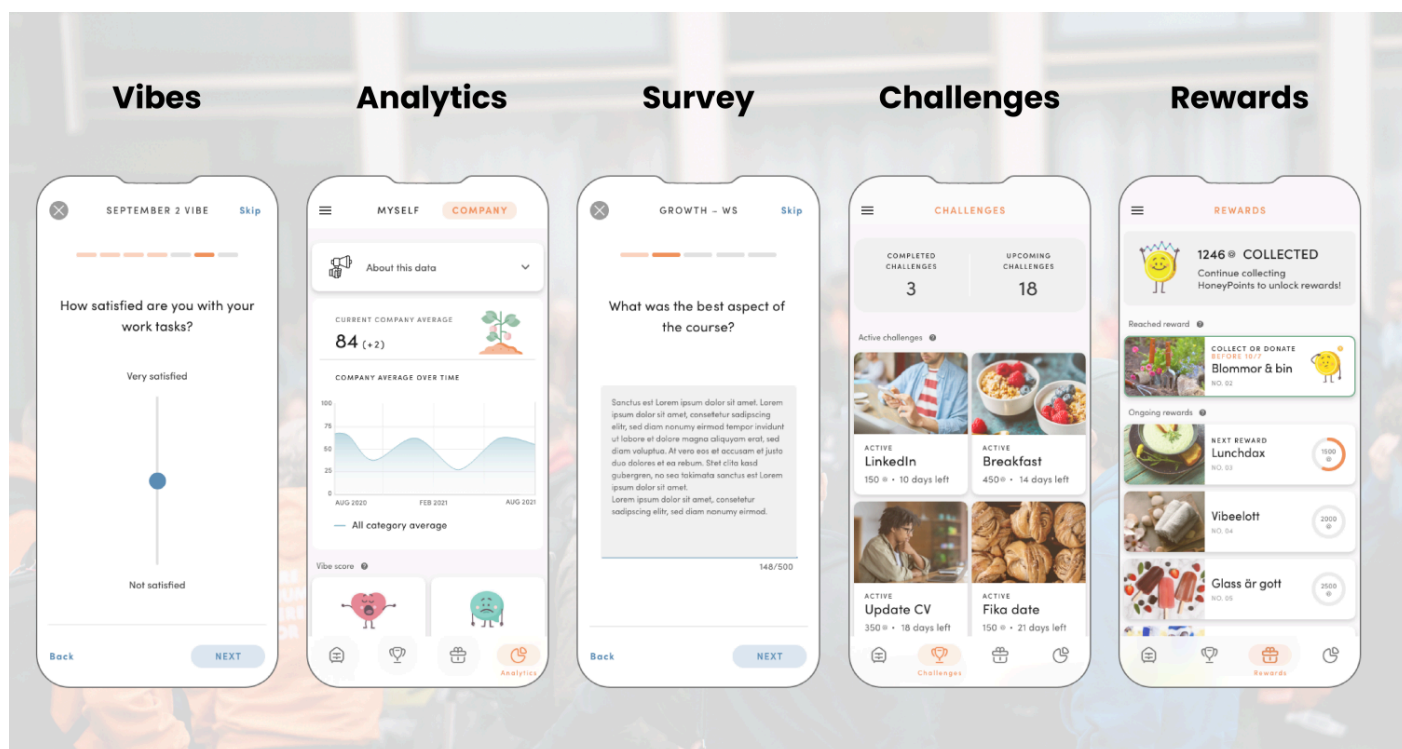 Vibes
Analytics
Survey
Challenges
Rewards
SEPTEMBER 2 VIBE
Skip
How satisfied are you with your
work tasks?
Very satisfied
Not satisfied
Back
NEXT
MYSELF
COMPANY
About this data
CURRENT COMPANY AVERAGE
84 (+2)
COMPANY AVERAGE OVER TIME
100
75
50
25
0
AUG 2020
FEB 2021
AUG 2021
All category average
Vibe score
Analytics
GROWTH – WS
Skip
What was the best aspect of
the course?
Sanctus est Lorem ipsum dolor sit amet. Lorem
ipsum dolor sit amet, consetetur sadipscing
elitr, sed diam nonumy eirmod tempor invidunt
ut labore et dolore magna aliquyam erat, sed
diam voluptua. At vero eos et accusam et justo
duo dolores et ea rebum. Stet clita kasd
gubergren, no sea takimata sanctus est Lorem
ipsum dolor sit amet.
Lorem ipsum dolor sit amet, consetetur
sadipscing elitr, sed diam nonumy eirmod.
148/500
Back
NEXT
CHALLENGES
COMPLETED
CHALLENGES
3
UPCOMING
CHALLENGES
18
Active challenges
ACTIVE
LinkedIn
150 • 10 days left
ACTIVE
Breakfast
450 • 14 days left
ACTIVE
Update CV
350 • 18 days left
ACTIVE
Fika date
150 • 21 days left
Challenges
REWARDS
1246 COLLECTED
Continue collecting
HoneyPoints to unlock rewards!
Reached reward
COLLECT OR DONATE
BEFORE 10/7
Blommor & bin
NO. 02
Ongoing rewards
NEXT REWARD
Lunchdax
NO. 03
1500
Vibeelott
NO. 04
2000
Glass är gott
NO. 05
2500
Rewards